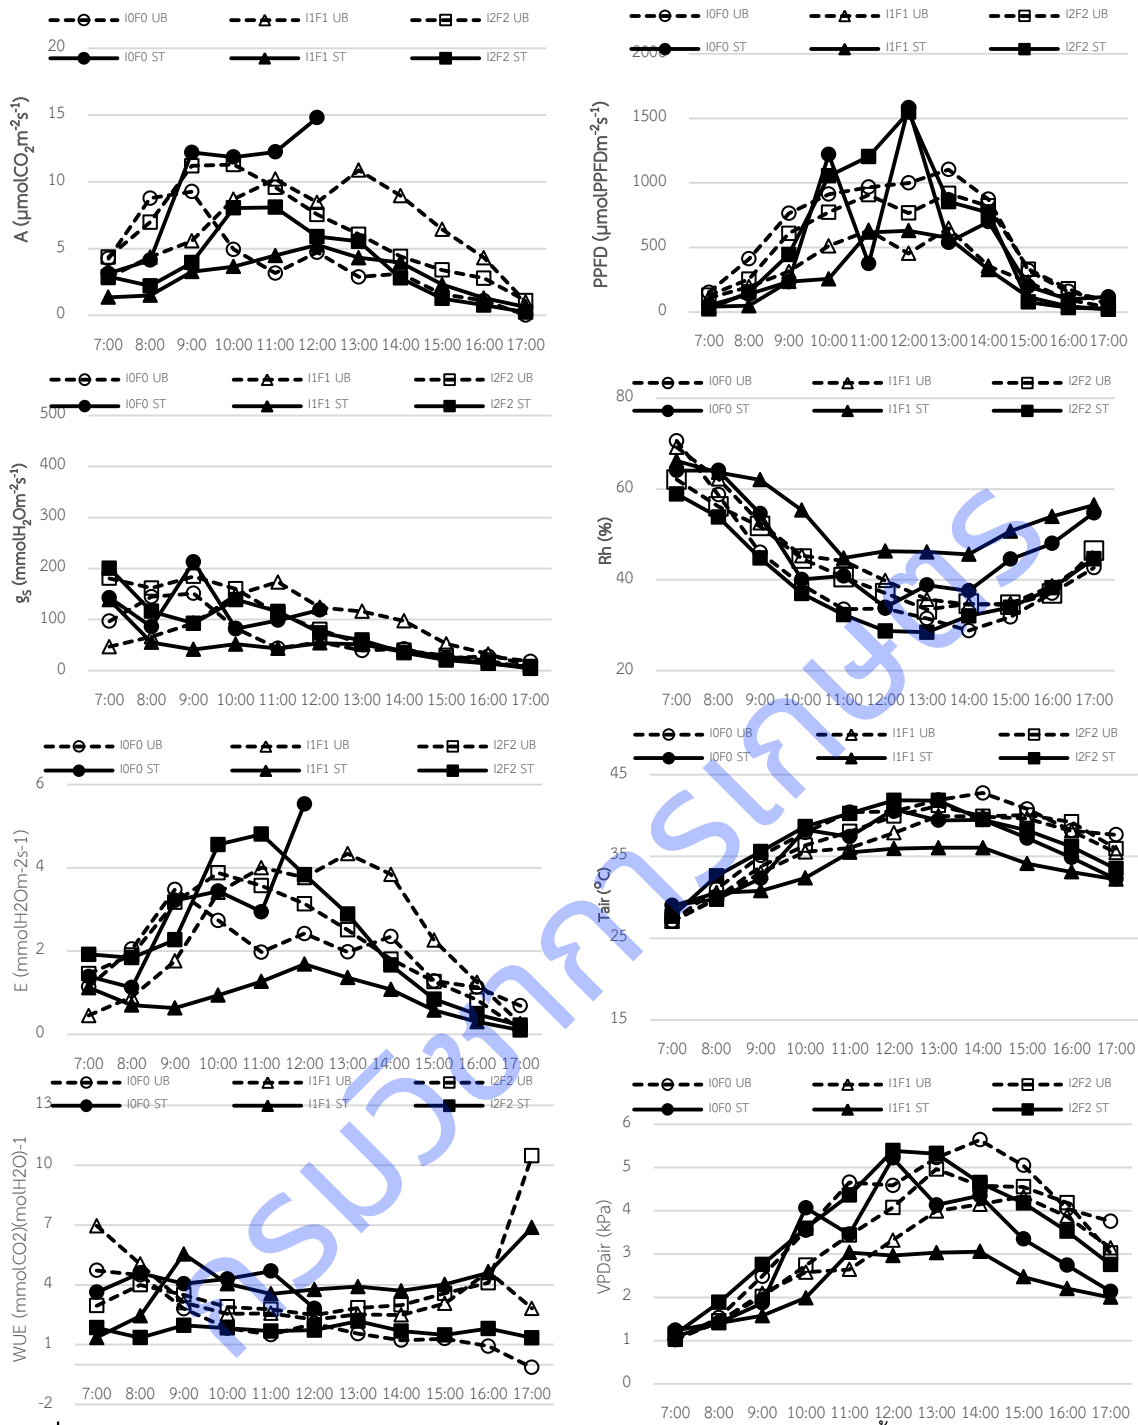 I0F0 UB I1F1 UB I2F2 UB
I0F0 ST I1F1 ST I2F2 ST
20
15
10
5
0
A (µmolCO2m-2s-1)
7:00 8:00 9:00 10:00 11:00 12:00 13:00 14:00 15:00 16:00 17:00
I0F0 UB I1F1 UB I2F2 UB
I0F0 ST I1F1 ST I2F2 ST
2000
1500
1000
500
0
PPFD (µmolPPFDm-2s-1)
7:00 8:00 9:00 10:00 11:00 12:00 13:00 14:00 15:00 16:00 17:00
I0F0 UB I1F1 UB I2F2 UB
I0F0 ST I1F1 ST I2F2 ST
500
400
300
200
100
0
gs (mmolH2Om-2s-1)
7:00 8:00 9:00 10:00 11:00 12:00 13:00 14:00 15:00 16:00 17:00
I0F0 UB I1F1 UB I2F2 UB
I0F0 ST I1F1 ST I2F2 ST
80
60
40
20
Rh (%)
7:00 8:00 9:00 10:00 11:00 12:00 13:00 14:00 15:00 16:00 17:00
I0F0 UB I1F1 UB I2F2 UB
I0F0 ST I1F1 ST I2F2 ST
6
4
2
0
E (mmolH2Om-2s-1)
7:00 8:00 9:00 10:00 11:00 12:00 13:00 14:00 15:00 16:00 17:00
I0F0 UB I1F1 UB I2F2 UB
I0F0 ST I1F1 ST I2F2 ST
45
35
25
15
Tair (°C)
7:00 8:00 9:00 10:00 11:00 12:00 13:00 14:00 15:00 16:00 17:00
I0F0 UB I1F1 UB I2F2 UB
I0F0 ST I1F1 ST I2F2 ST
13
10
7
4
1
-2
WUE (mmolCO2)(molH2O)-1
7:00 8:00 9:00 10:00 11:00 12:00 13:00 14:00 15:00 16:00 17:00
I0F0 UB I1F1 UB I2F2 UB
I0F0 ST I1F1 ST I2F2 ST
6
5
4
3
2
1
0
VPDair (kPa)
7:00 8:00 9:00 10:00 11:00 12:00 13:00 14:00 15:00 16:00 17:00
กรมวิชาการเกษตร